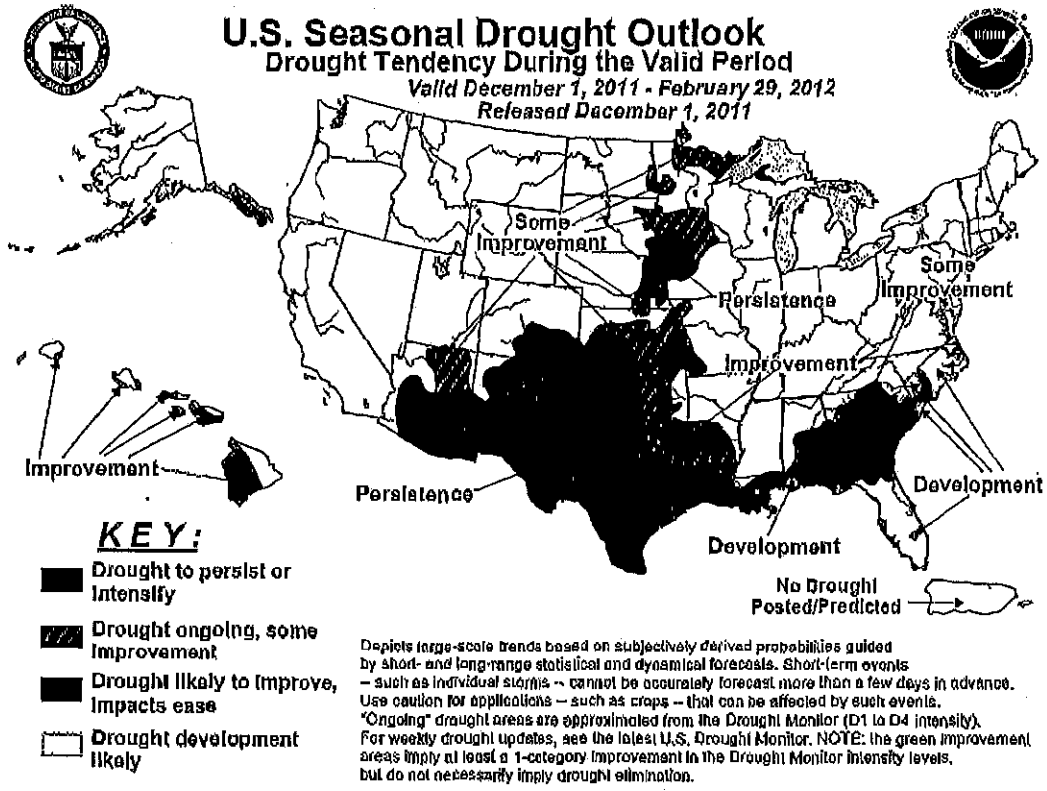 U.S. Seasonal Drought Outlook
Drought Tendency During the Valid Period
Valid December 1, 2011 - February 29, 2012
Released December 1, 2011
Some
Improvement
Some
Improvement
Persistence
Improvement
Improvement
Persistence
Development
Development
No Drought
Posted/Predicted
KEY:
Drought to persist or
intensify
Drought ongoing, some
improvement
Drought likely to improve,
impacts ease
Drought development
likely
Depicts large-scale trends based on subjectively derived probabilities guided
by short- and long-range statistical and dynamical forecasts. Short-term events
-- such as individual storms -- cannot be accurately forecast more than a few days in advance.
Use caution for applications -- such as crops -- that can be affected by such events.
"Ongoing" drought areas are approximated from the Drought Monitor (D1 to D4 intensity).
For weekly drought updates, see the latest U.S. Drought Monitor. NOTE: the green improvement
areas imply at least a 1-category improvement in the Drought Monitor intensity levels,
but do not necessarily imply drought elimination.